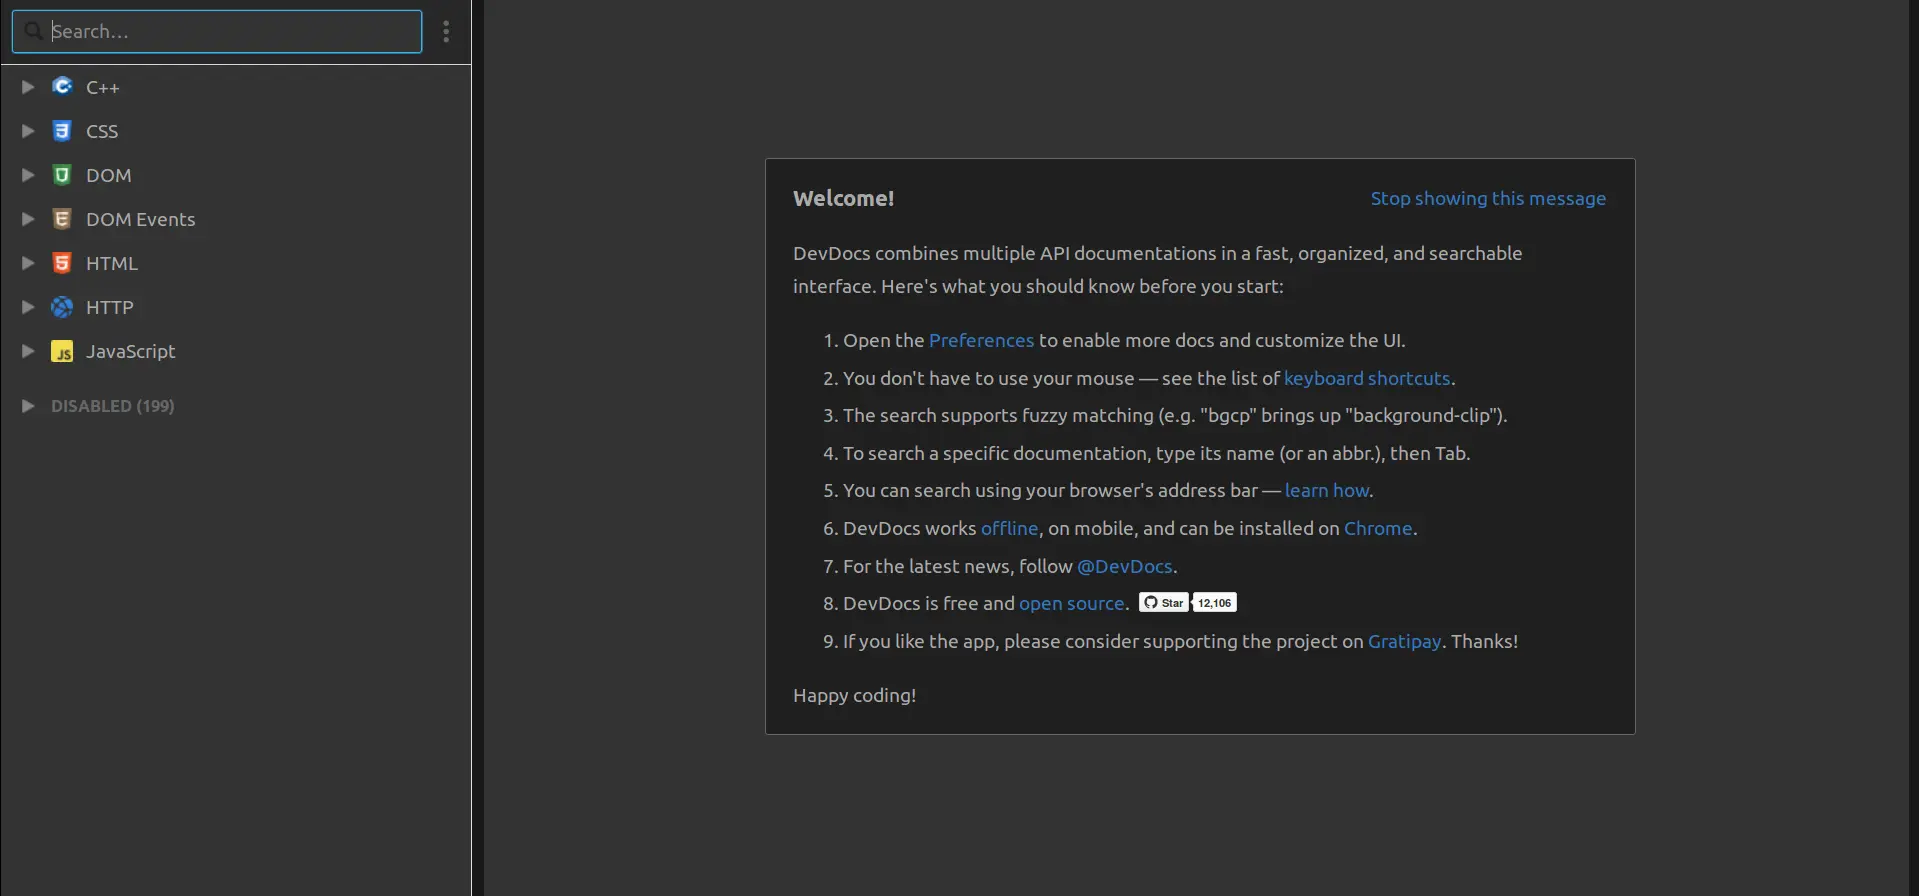 Search…
C++
CSS
DOM
DOM Events
HTML
HTTP
JavaScript
DISABLED (199)
Welcome!
Stop showing this message
DevDocs combines multiple API documentations in a fast, organized, and searchable
interface. Here's what you should know before you start:
1. Open the Preferences to enable more docs and customize the UI.
2. You don't have to use your mouse — see the list of keyboard shortcuts.
3. The search supports fuzzy matching (e.g. "bgcp" brings up "background-clip").
4. To search a specific documentation, type its name (or an abbr.), then Tab.
5. You can search using your browser's address bar — learn how.
6. DevDocs works offline, on mobile, and can be installed on Chrome.
7. For the latest news, follow @DevDocs.
8. DevDocs is free and open source. Star 12,106
9. If you like the app, please consider supporting the project on Gratipay. Thanks!
Happy coding!